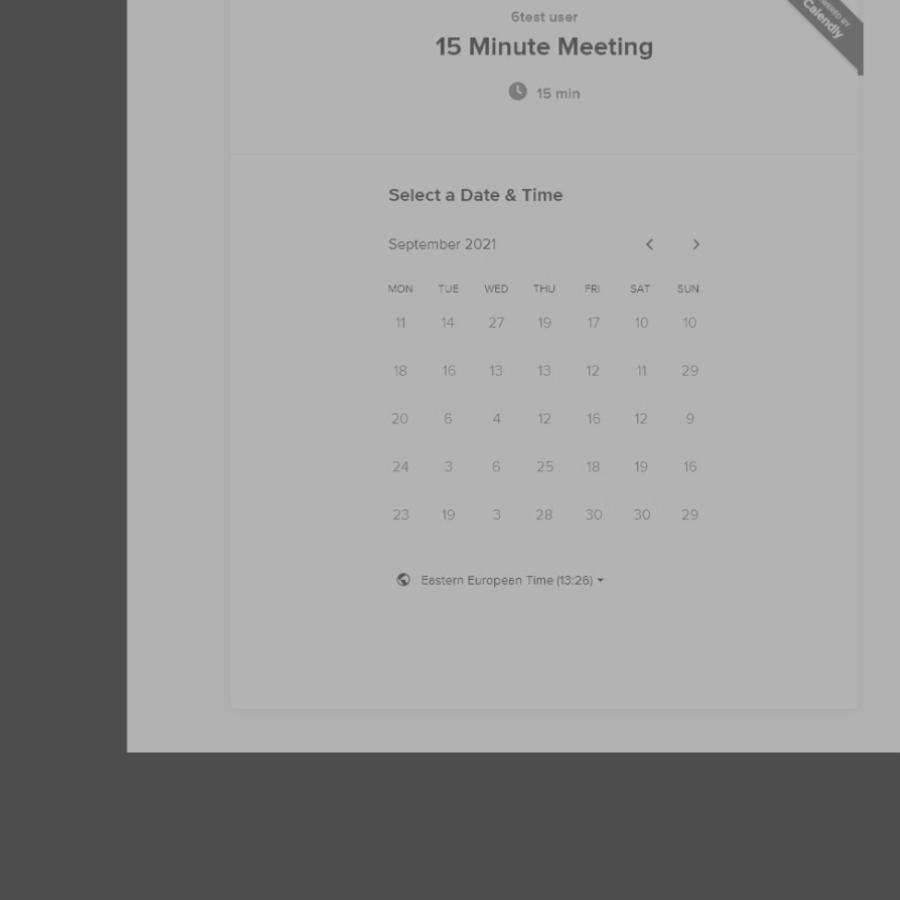 6test user
POWERED BY
Calendly
15 Minute Meeting
15 min
Select a Date & Time
September 2021
MON TUE WED THU FRI SAT SUN
11 14 27 19 17 10 10
18 16 13 13 12 11 29
20 6 4 12 16 12 9
24 3 6 25 18 19 16
23 19 3 28 30 30 29
Eestern Europeen Time (13:26)